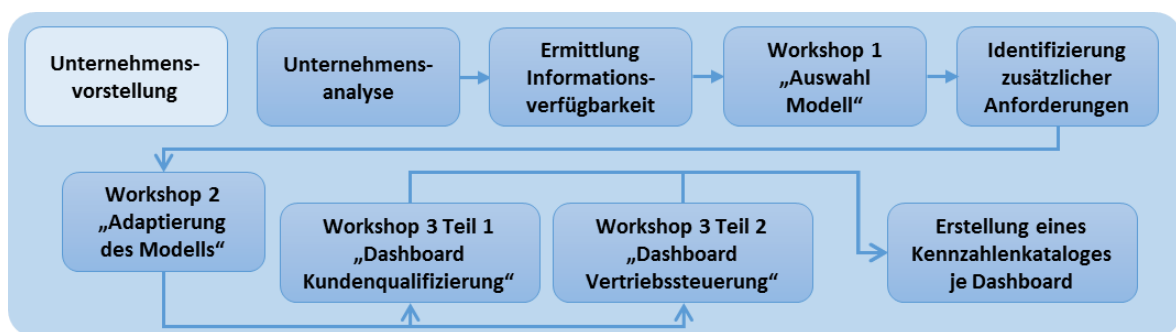 Unternehmens-
vorstellung
Unternehmens-
analyse
Ermittlung
Informations-
verfügbarkeit
Workshop 1
„Auswahl
Modell“
Identifizierung
zusätzlicher
Anforderungen
Workshop 2
„Adaptierung
des Modells“
Workshop 3 Teil 1
„Dashboard
Kundenqualifizierung“
Workshop 3 Teil 2
„Dashboard
Vertriebssteuerung“
Erstellung eines
Kennzahlenkataloges
je Dashboard